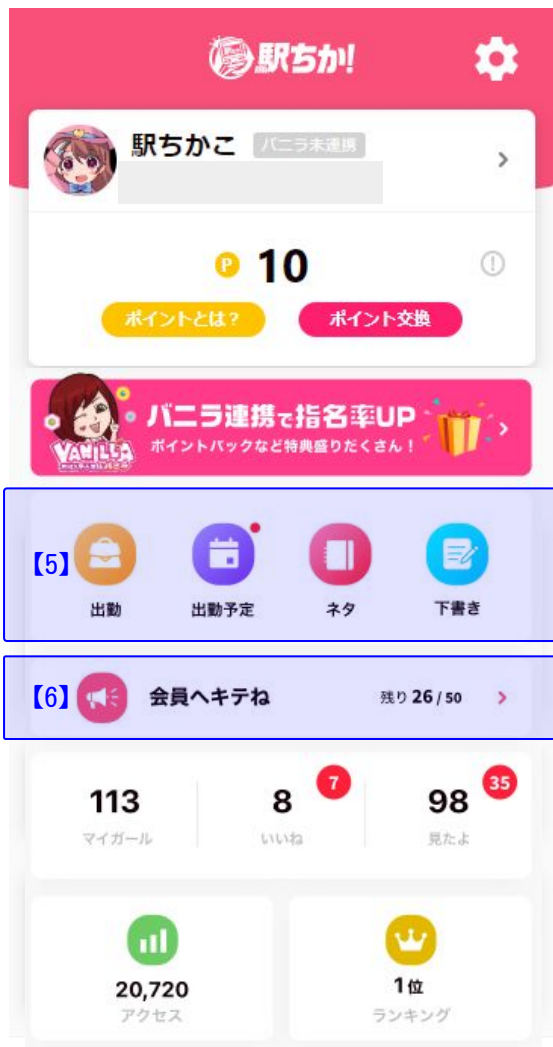 駅ちか!
駅ちかこ バニラ未連携
P 10
ポイントとは?
ポイント交換
バニラ連携で指名率UP
ポイントバックなど特典盛りだくさん!
VANILLA
【5】
出勤
出勤予定
ネタ
下書き
【6】 会員へキテね 残り 26 / 50
113
マイガール
8
7
いいね
98
35
見たよ
20,720
アクセス
1位
ランキング